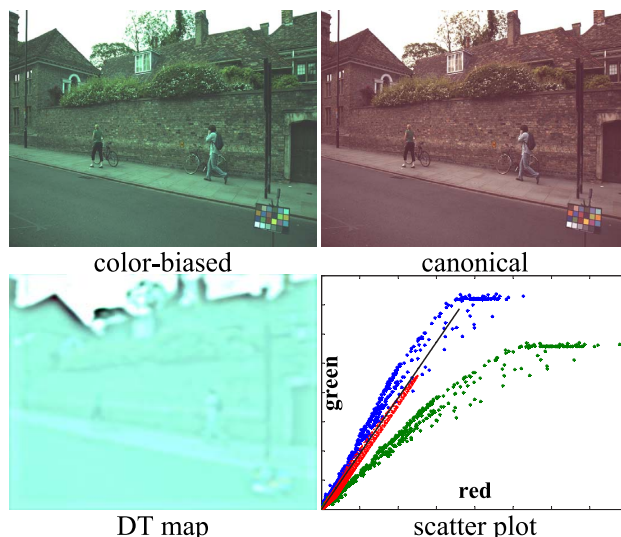 color-biased
canonical
green
red
DT map
scatter plot